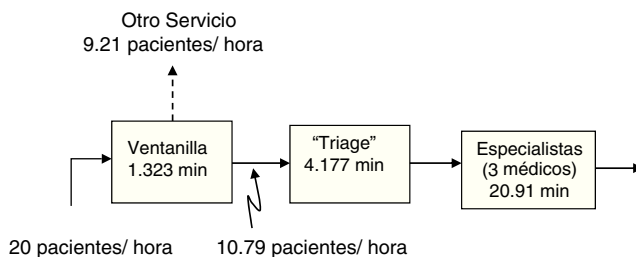 Otro Servicio
9.21 pacientes/ hora
Ventanilla
1.323 min
“Triage”
4.177 min
Especialistas
(3 médicos)
20.91 min
20 pacientes/ hora
10.79 pacientes/ hora